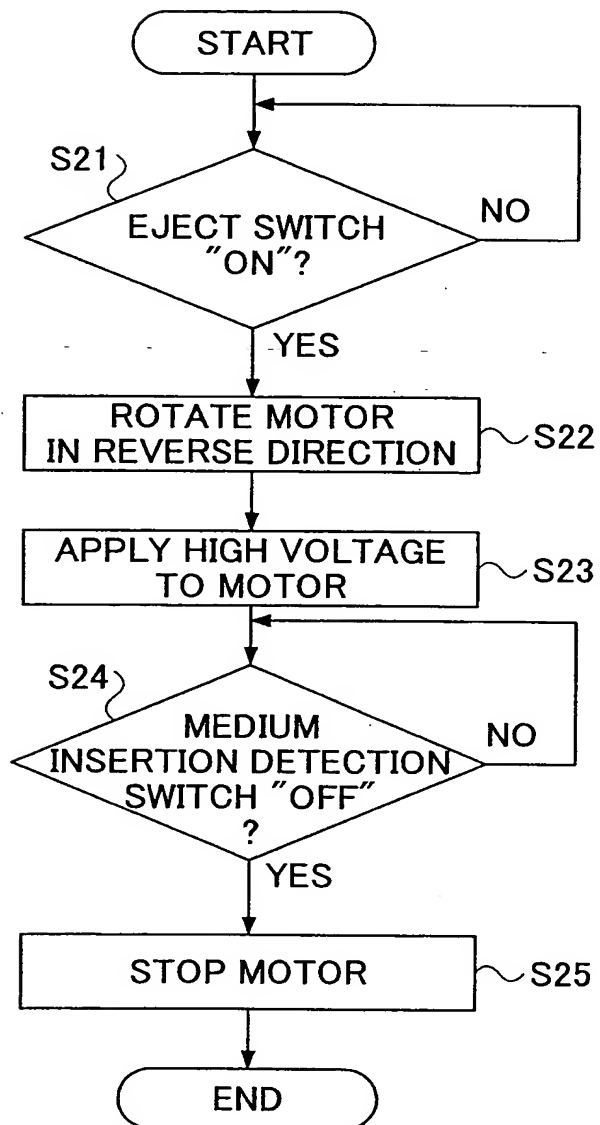 START
S21
EJECT SWITCH
"ON"?
NO
YES
ROTATE MOTOR
IN REVERSE DIRECTION
S22
APPLY HIGH VOLTAGE
TO MOTOR
S23
S24
MEDIUM
INSERTION DETECTION
SWITCH "OFF"
?
NO
YES
STOP MOTOR
S25
END